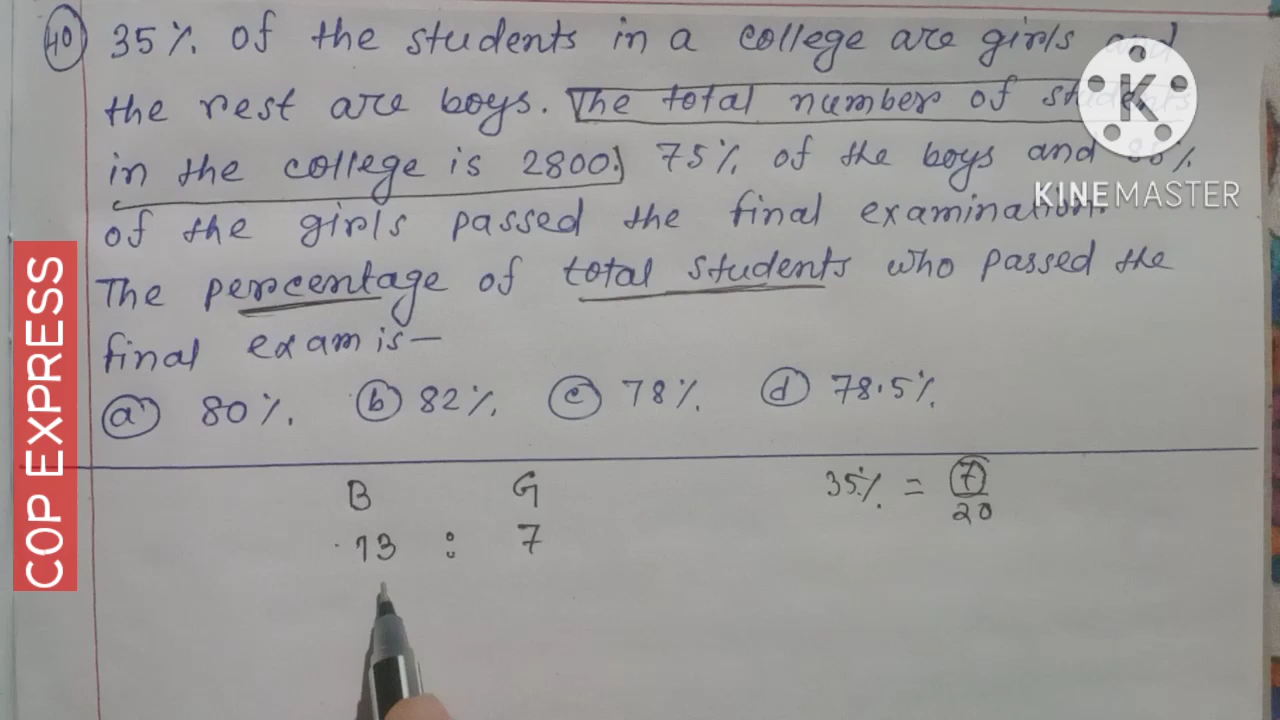 40 35% of the students in a college are girls and
the rest are boys. The total number of students
in the college is 2800. 75% of the boys and
of the girls passed the final examination.
The percentage of total students who passed the
final exam is—
a 80%. b 82%. c 78%. d 78.5%.
B G 35% = 7/20
13 : 7
K
KINEMASTER
COP EXPRESS